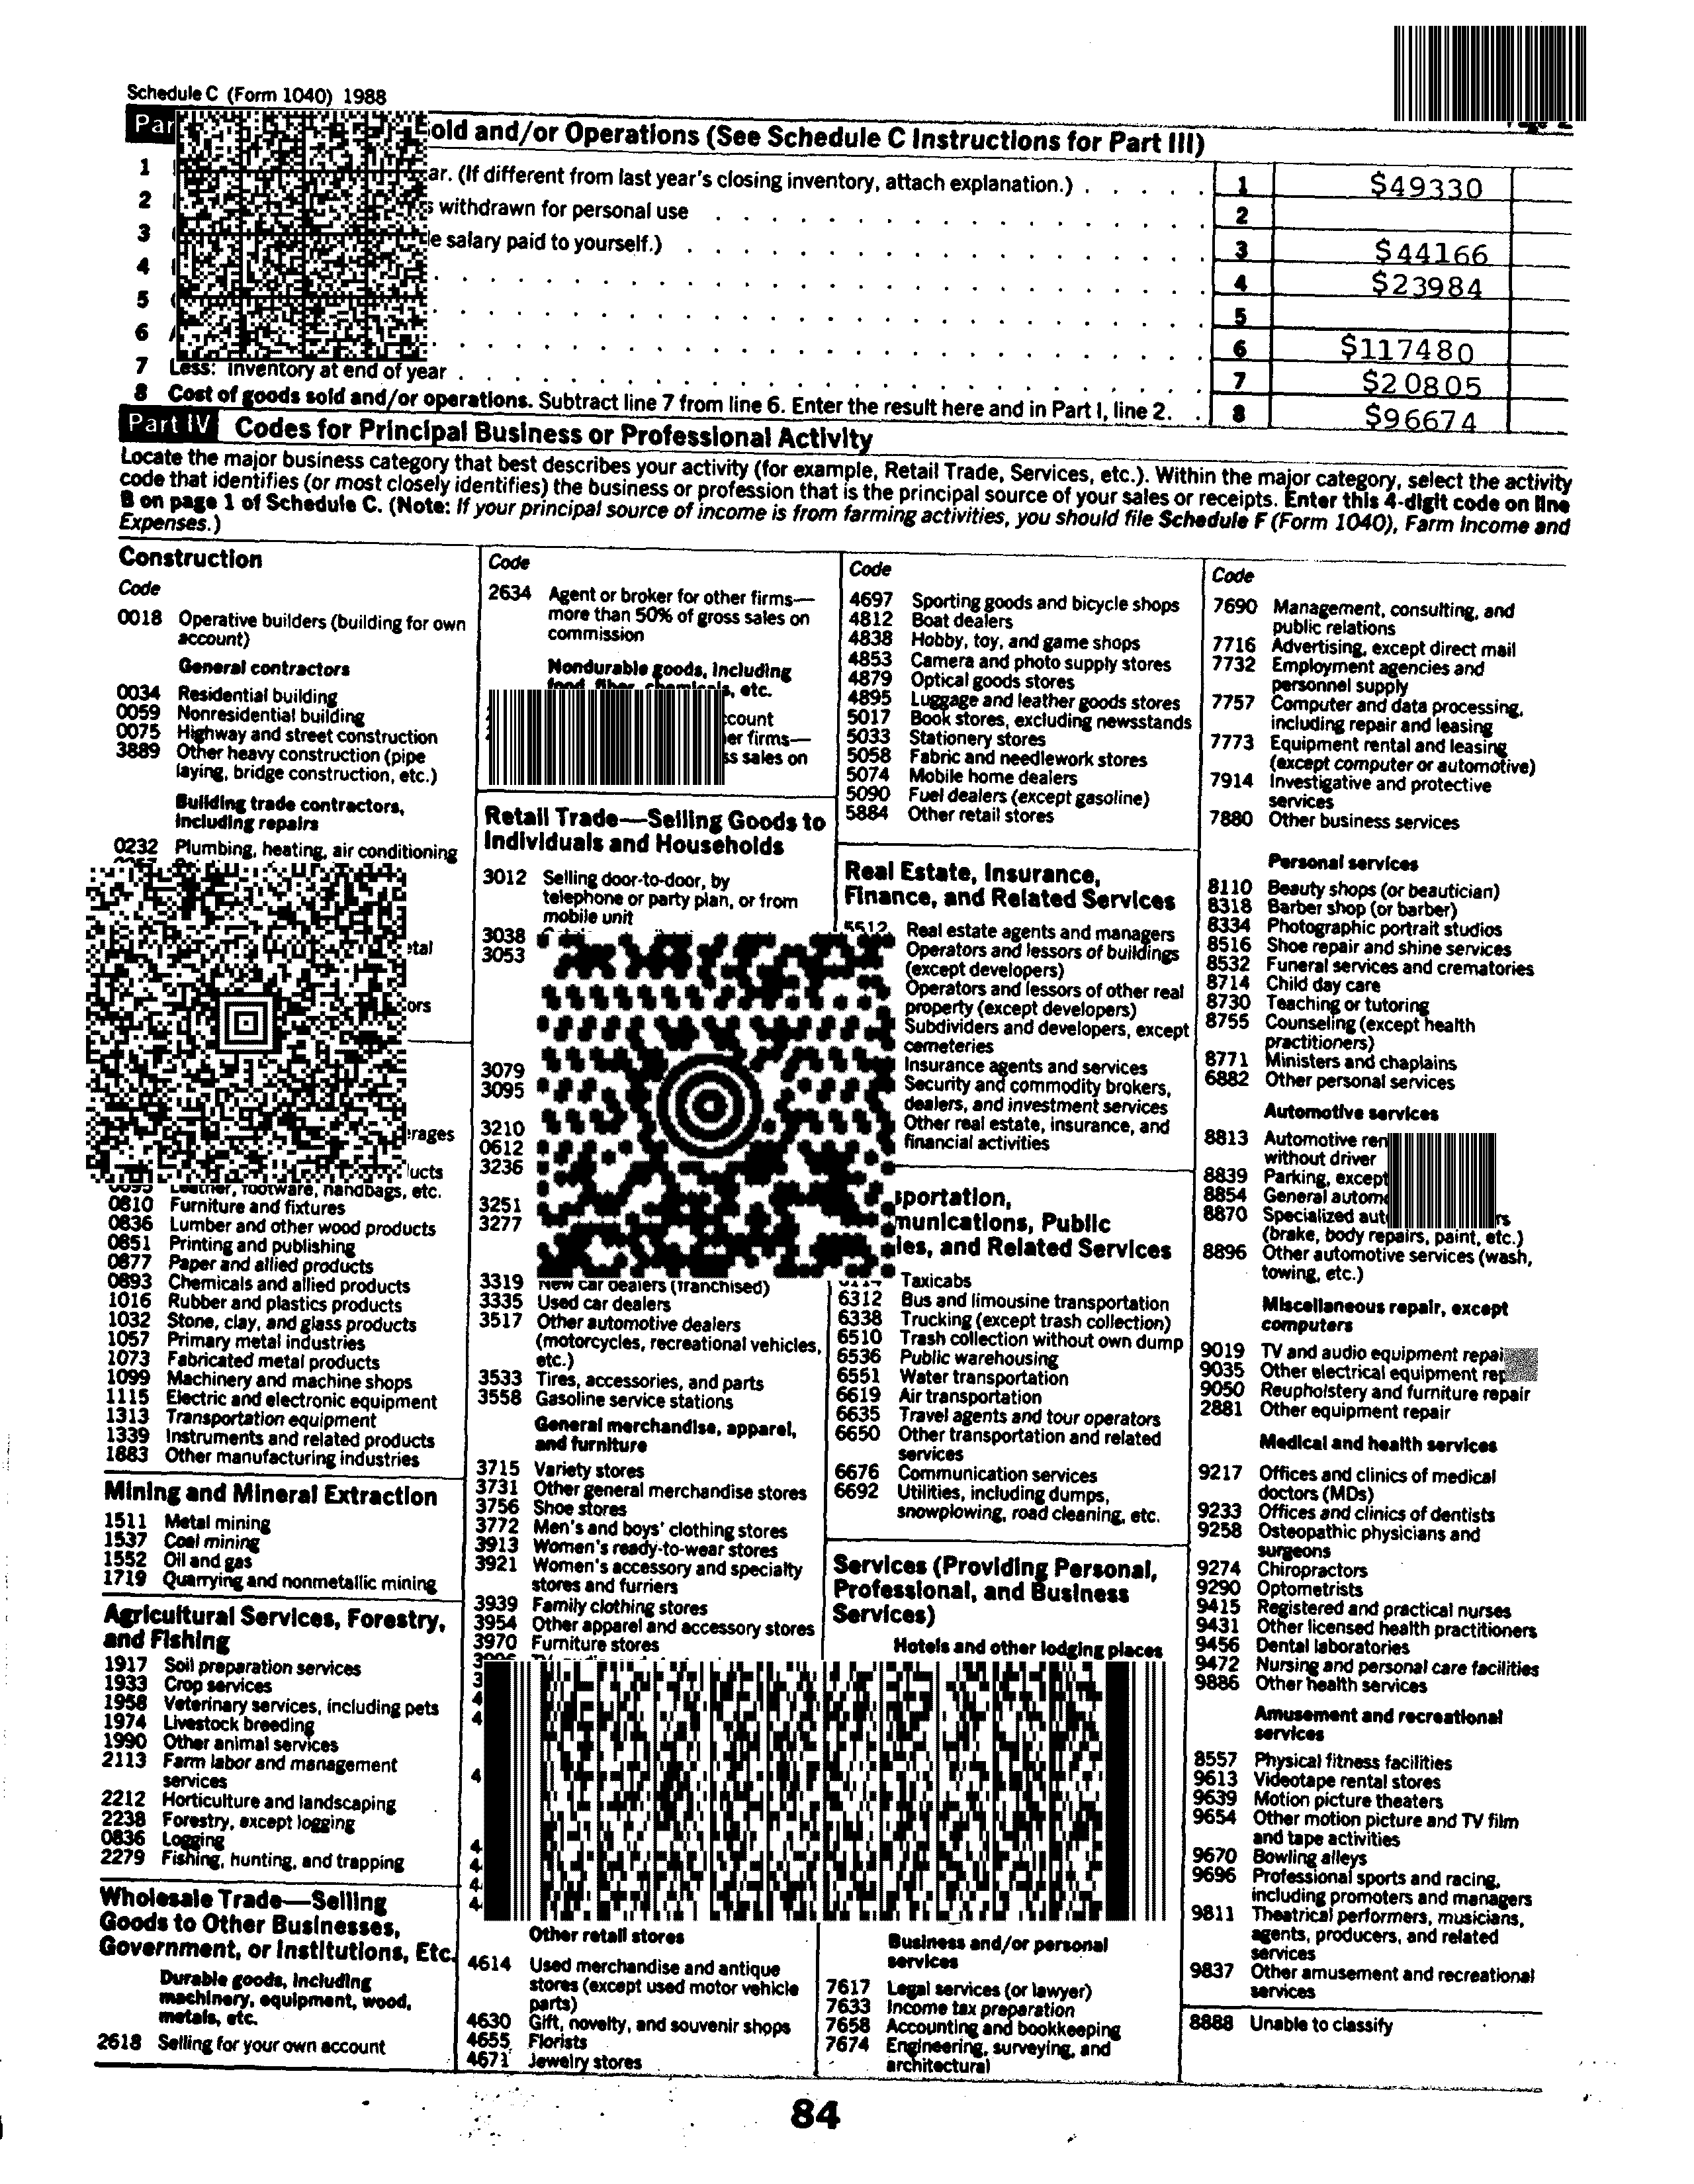 Schedule C (Form 1040) 1988
old and/or Operations (See Schedule C Instructions for Part III)
1 ar. (If different from last year's closing inventory, attach explanation.) 1 $49330
2 withdrawn for personal use 2
3 salary paid to yourself.) 3 $44166
4 4 $23984
5 5
6 6 $117480
7 Less: Inventory at end of year 7 $20805
8 Cost of goods sold and/or operations. Subtract line 7 from line 6. Enter the result here and in Part I, line 2. 8 $96674
Part IV Codes for Principal Business or Professional Activity
Locate the major business category that best describes your activity (for example, Retail Trade, Services, etc.). Within the major category, select the activity
code that identifies (or most closely identifies) the business or profession that is the principal source of your sales or receipts. Enter this 4-digit code on line
B on page 1 of Schedule C. (Note: If your principal source of income is from farming activities, you should file Schedule F (Form 1040), Farm Income and
Expenses.)
Construction
Code
0018 Operative builders (building for own
account)
General contractors
0034 Residential building
0059 Nonresidential building
0075 Highway and street construction
3889 Other heavy construction (pipe
laying, bridge construction, etc.)
Building trade contractors,
including repairs
0232 Plumbing, heating, air conditioning
Leather, footware, handbags, etc.
0810 Furniture and fixtures
0836 Lumber and other wood products
0851 Printing and publishing
0877 Paper and allied products
0893 Chemicals and allied products
1016 Rubber and plastics products
1032 Stone, clay, and glass products
1057 Primary metal industries
1073 Fabricated metal products
1099 Machinery and machine shops
1115 Electric and electronic equipment
1313 Transportation equipment
1339 Instruments and related products
1883 Other manufacturing industries
Mining and Mineral Extraction
1511 Metal mining
1537 Coal mining
1552 Oil and gas
1719 Quarrying and nonmetallic mining
Agricultural Services, Forestry,
and Fishing
1917 Soil preparation services
1933 Crop services
1958 Veterinary services, including pets
1974 Livestock breeding
1990 Other animal services
2113 Farm labor and management
services
2212 Horticulture and landscaping
2238 Forestry, except logging
0836 Logging
2279 Fishing, hunting, and trapping
Wholesale Trade—Selling
Goods to Other Businesses,
Government, or Institutions, Etc.
Durable goods, including
machinery, equipment, wood,
metals, etc.
2618 Selling for your own account
Code
2634 Agent or broker for other firms—
more than 50% of gross sales on
commission
Nondurable goods, including
food, fiber, chemicals, etc.
firms—
sales on
Retail Trade—Selling Goods to
Individuals and Households
3012 Selling door-to-door, by
telephone or party plan, or from
mobile unit
3038
3053
3079
3095
3210
0612
3236
3251
3277
3319 New car dealers (franchised)
3335 Used car dealers
3517 Other automotive dealers
(motorcycles, recreational vehicles,
etc.)
3533 Tires, accessories, and parts
3558 Gasoline service stations
General merchandise, apparel,
and furniture
3715 Variety stores
3731 Other general merchandise stores
3756 Shoe stores
3772 Men's and boys' clothing stores
3913 Women's ready-to-wear stores
3921 Women's accessory and specialty
stores and furriers
3939 Family clothing stores
3954 Other apparel and accessory stores
3970 Furniture stores
Other retail stores
4614 Used merchandise and antique
stores (except used motor vehicle
parts)
4630 Gift, novelty, and souvenir shops
4655 Florists
4671 Jewelry stores
Code
4697 Sporting goods and bicycle shops
4812 Boat dealers
4838 Hobby, toy, and game shops
4853 Camera and photo supply stores
4879 Optical goods stores
4895 Luggage and leather goods stores
5017 Book stores, excluding newsstands
5033 Stationery stores
5058 Fabric and needlework stores
5074 Mobile home dealers
5090 Fuel dealers (except gasoline)
5884 Other retail stores
Real Estate, Insurance,
Finance, and Related Services
5512 Real estate agents and managers
Operators and lessors of buildings
(except developers)
Operators and lessors of other real
property (except developers)
Subdividers and developers, except
cemeteries
Insurance agents and services
Security and commodity brokers,
dealers, and investment services
Other real estate, insurance, and
financial activities
sportation,
munications, Public
ies, and Related Services
Taxicabs
6312 Bus and limousine transportation
6338 Trucking (except trash collection)
6510 Trash collection without own dump
6536 Public warehousing
6551 Water transportation
6619 Air transportation
6635 Travel agents and tour operators
6650 Other transportation and related
services
6676 Communication services
6692 Utilities, including dumps,
snowplowing, road cleaning, etc.
Services (Providing Personal,
Professional, and Business
Services)
Hotels and other lodging places
Business and/or personal
services
7617 Legal services (or lawyer)
7633 Income tax preparation
7658 Accounting and bookkeeping
7674 Engineering, surveying, and
architectural
Code
7690 Management, consulting, and
public relations
7716 Advertising, except direct mail
7732 Employment agencies and
personnel supply
7757 Computer and data processing,
including repair and leasing
7773 Equipment rental and leasing
(except computer or automotive)
7914 Investigative and protective
services
7880 Other business services
Personal services
8110 Beauty shops (or beautician)
8318 Barber shop (or barber)
8334 Photographic portrait studios
8516 Shoe repair and shine services
8532 Funeral services and crematories
8714 Child day care
8730 Teaching or tutoring
8755 Counseling (except health
practitioners)
8771 Ministers and chaplains
6882 Other personal services
Automotive services
8813 Automotive ren
without driver
8839 Parking, except
8854 General autom
8870 Specialized aut rs
(brake, body repairs, paint, etc.)
8896 Other automotive services (wash,
towing, etc.)
Miscellaneous repair, except
computers
9019 TV and audio equipment repai
9035 Other electrical equipment rep
9050 Reupholstery and furniture repair
2881 Other equipment repair
Medical and health services
9217 Offices and clinics of medical
doctors (MDs)
9233 Offices and clinics of dentists
9258 Osteopathic physicians and
surgeons
9274 Chiropractors
9290 Optometrists
9415 Registered and practical nurses
9431 Other licensed health practitioners
9456 Dental laboratories
9472 Nursing and personal care facilities
9886 Other health services
Amusement and recreational
services
8557 Physical fitness facilities
9613 Videotape rental stores
9639 Motion picture theaters
9654 Other motion picture and TV film
and tape activities
9670 Bowling alleys
9696 Professional sports and racing,
including promoters and managers
9811 Theatrical performers, musicians,
agents, producers, and related
services
9837 Other amusement and recreational
services
8888 Unable to classify
84